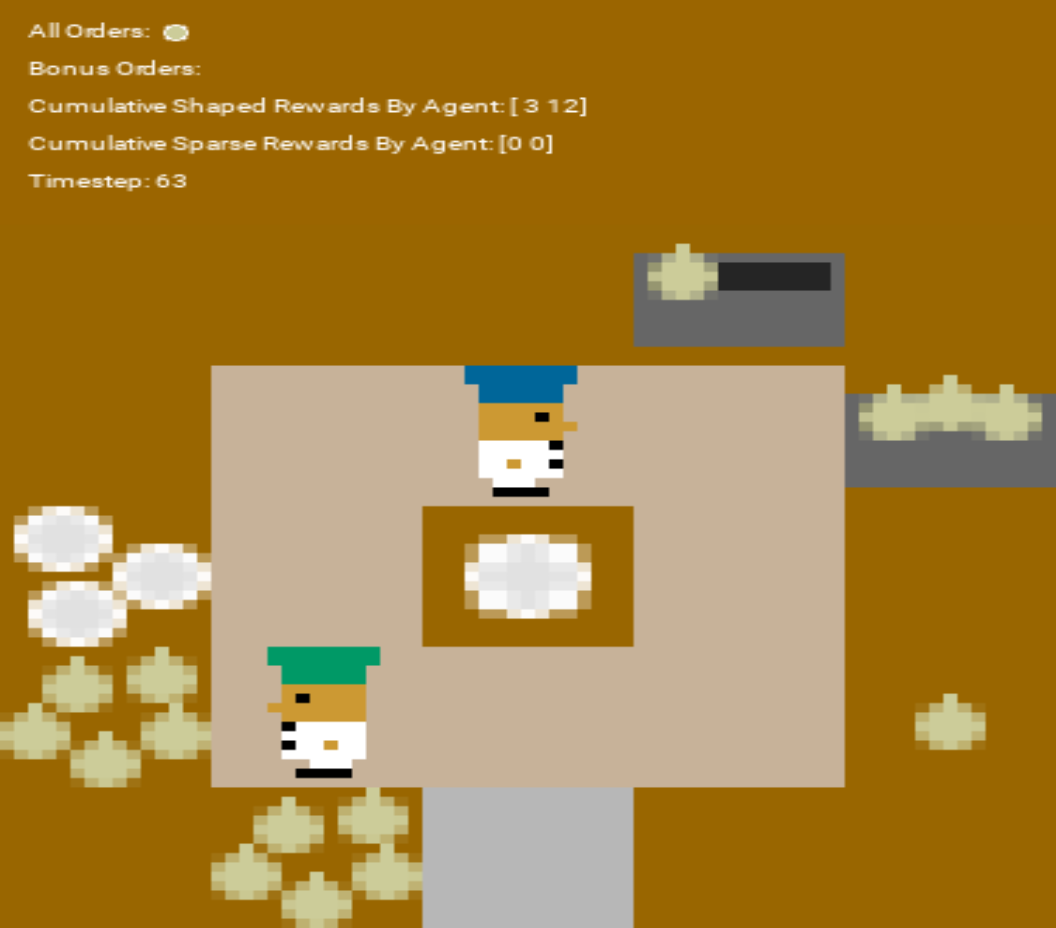 All Orders:
Bonus Orders:
Cumulative Shaped Rewards By Agent: [ 3 12]
Cumulative Sparse Rewards By Agent: [0 0]
Timestep: 63